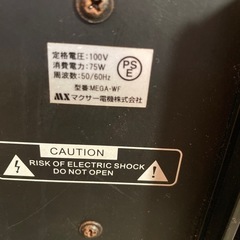 定格電圧:100V
消費電力:75W
周波数:50/60Hz
PS
E
型番:MEGA-WF
MX マクサー電機株式会社
CAUTION
RISK OF ELECTRIC SHOCK
DO NOT OPEN